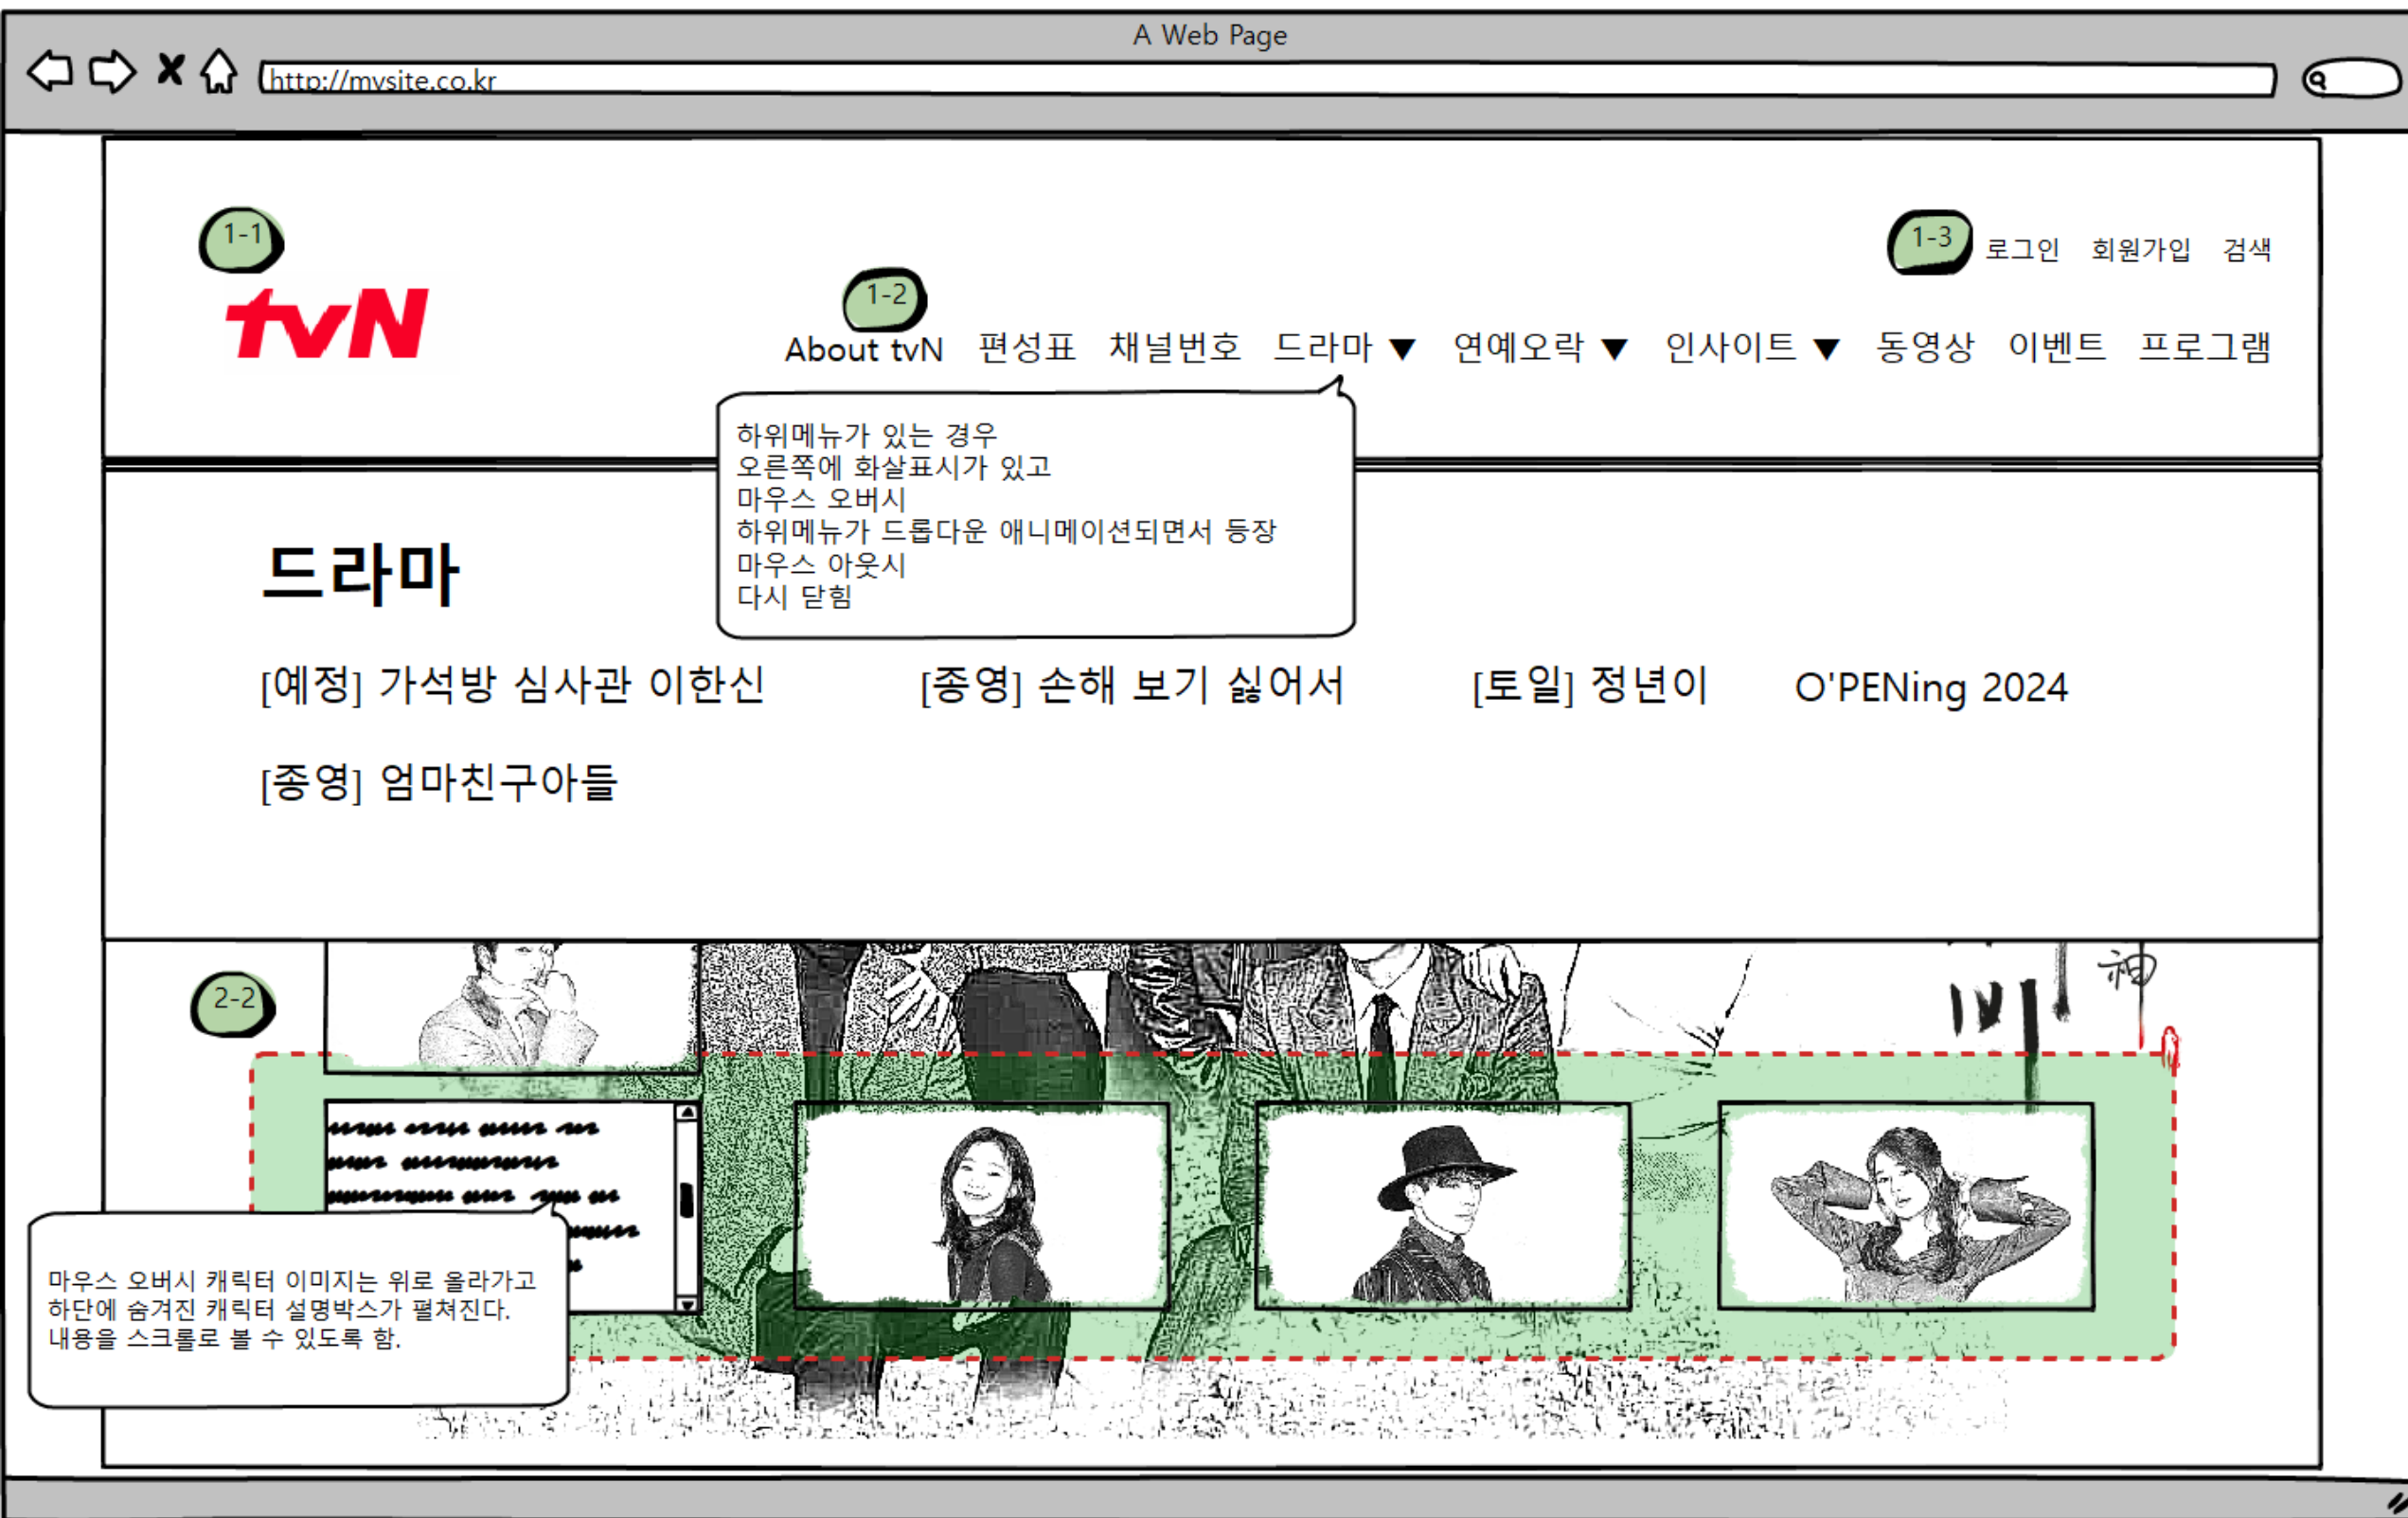 A Web Page
http://mysite.co.kr
1-1
1-3
로그인 회원가입 검색
tvN
1-2
About tvN 편성표 채널번호 드라마 ▼ 연예오락 ▼ 인사이트 ▼ 동영상 이벤트 프로그램
하위메뉴가 있는 경우
오른쪽에 화살표시가 있고
마우스 오버시
하위메뉴가 드롭다운 애니메이션되면서 등장
마우스 아웃시
다시 닫힘
드라마
[예정] 가석방 심사관 이한신 [종영] 손해 보기 싫어서 [토일] 정년이 O'PENing 2024
[종영] 엄마친구아들
2-2
神
마우스 오버시 캐릭터 이미지는 위로 올라가고
하단에 숨겨진 캐릭터 설명박스가 펼쳐진다.
내용을 스크롤로 볼 수 있도록 함.